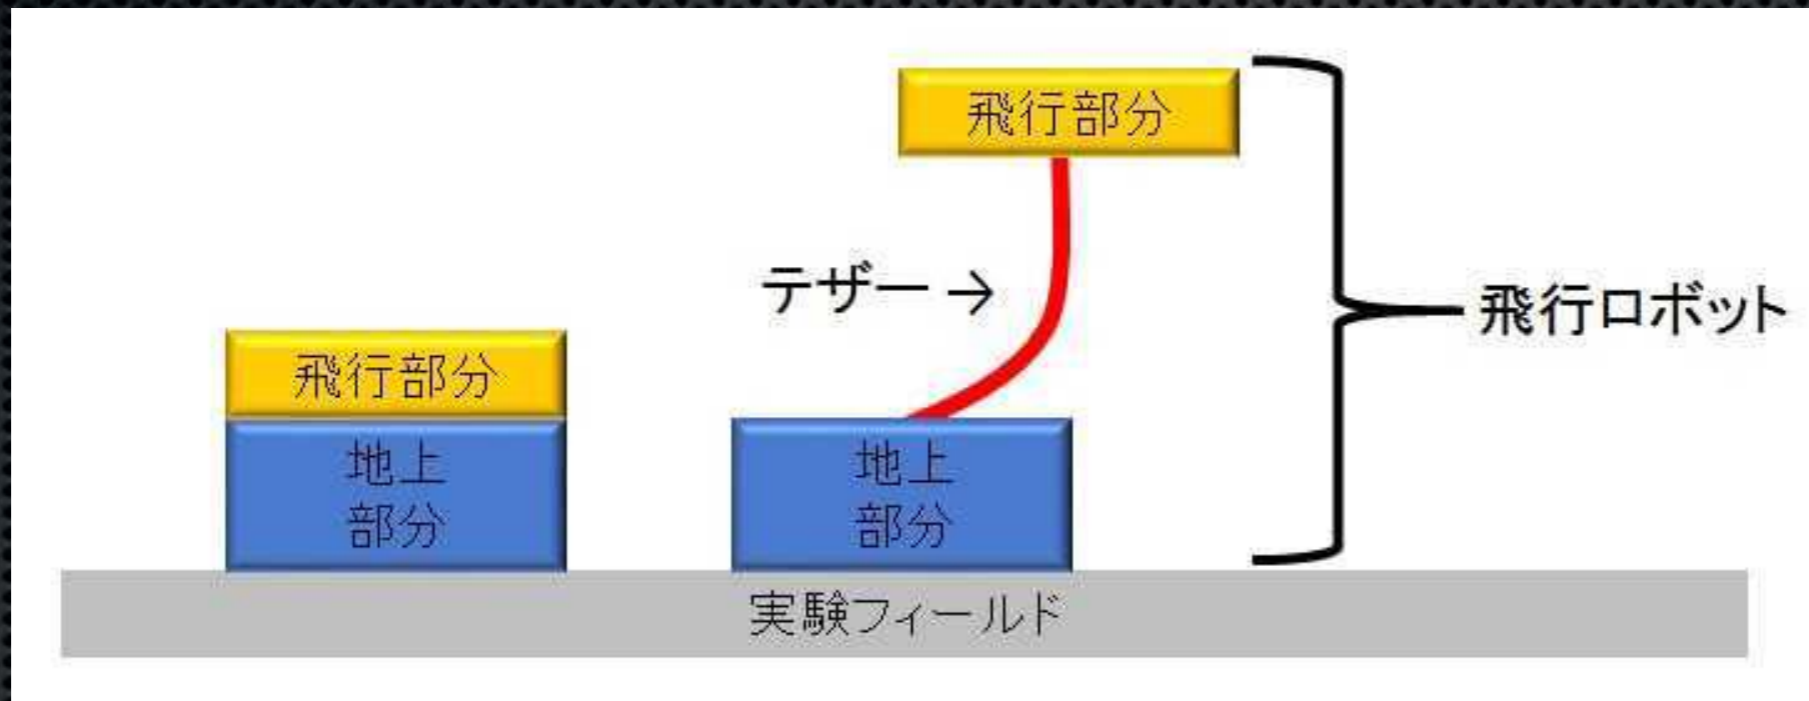 飛行部分
テザー →
飛行ロボット
飛行部分
地上
部分
地上
部分
実験フィールド